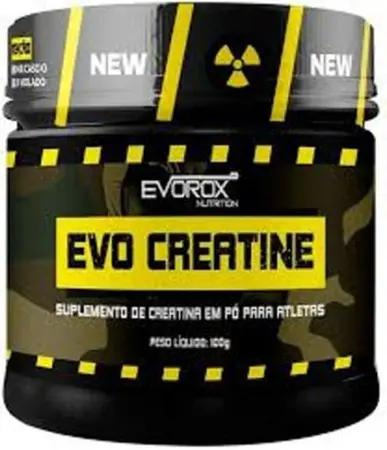 NEW
NEW
EVOROX
NUTRITION
EVO CREATINE
SUPLEMENTO DE CREATINA EM PÓ PARA ATLETAS
PESO LÍQUIDO: 100g